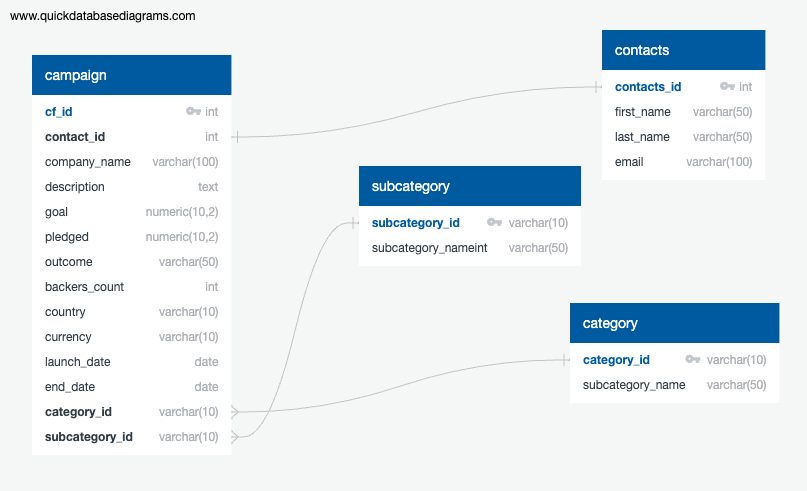 www.quickdatabasediagrams.com
campaign
cf_id int
contact_id int
company_name varchar(100)
description text
goal numeric(10,2)
pledged numeric(10,2)
outcome varchar(50)
backers_count int
country varchar(10)
currency varchar(10)
launch_date date
end_date date
category_id varchar(10)
subcategory_id varchar(10)
contacts
contacts_id int
first_name varchar(50)
last_name varchar(50)
email varchar(100)
subcategory
subcategory_id varchar(10)
subcategory_nameint varchar(50)
category
category_id varchar(10)
subcategory_name varchar(50)